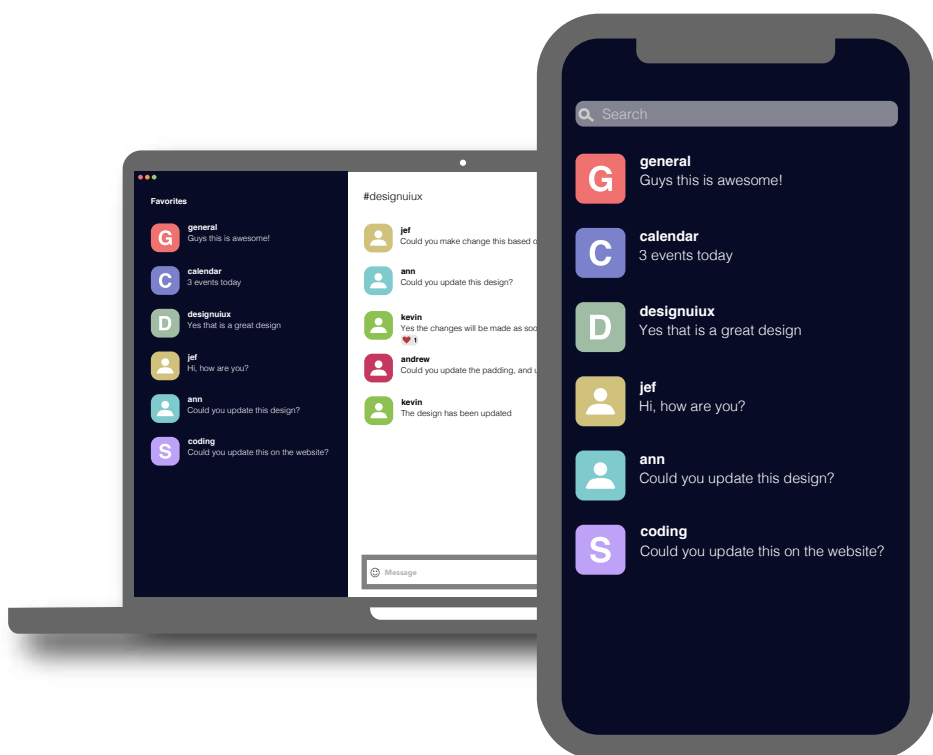 Favorites
G
general
Guys this is awesome!
C
calendar
3 events today
D
designuiux
Yes that is a great design
jef
Hi, how are you?
ann
Could you update this design?
S
coding
Could you update this on the website?
#designuiux
jef
Could you make change this based
ann
Could you update this design?
kevin
Yes the changes will be made as
1
andrew
Could you update the padding, and
kevin
The design has been updated
Message
Search
G
general
Guys this is awesome!
C
calendar
3 events today
D
designuiux
Yes that is a great design
jef
Hi, how are you?
ann
Could you update this design?
S
coding
Could you update this on the website?